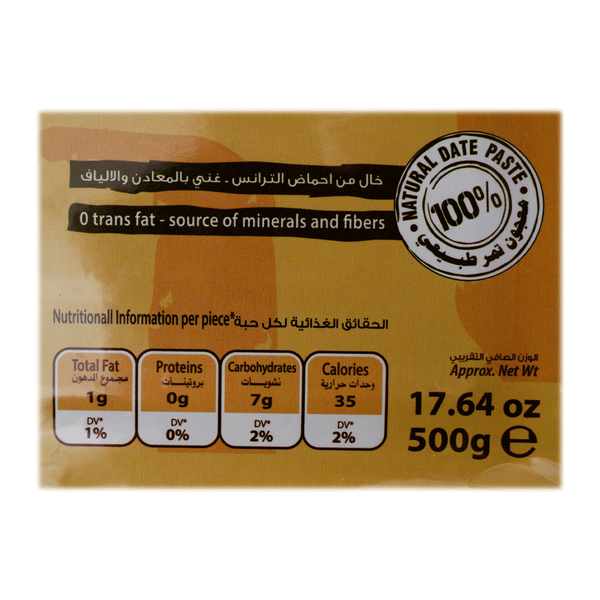 خال من احماض الترانس - غني بالمعادن والالياف
0 trans fat - source of minerals and fibers
NATURAL DATE PASTE
100%
معجون تمر طبيعي
Nutritionall Information per piece* الحقائق الغذائية لكل حبة
Total Fat
مجموع الدهون
1g
DV*
1%
Proteins
بروتينات
0g
DV*
0%
Carbohydrates
نشويات
7g
DV*
2%
Calories
وحدات حرارية
35
DV*
2%
الوزن الصافي التقريبي
Approx. Net Wt
17.64 oz
500g ℮